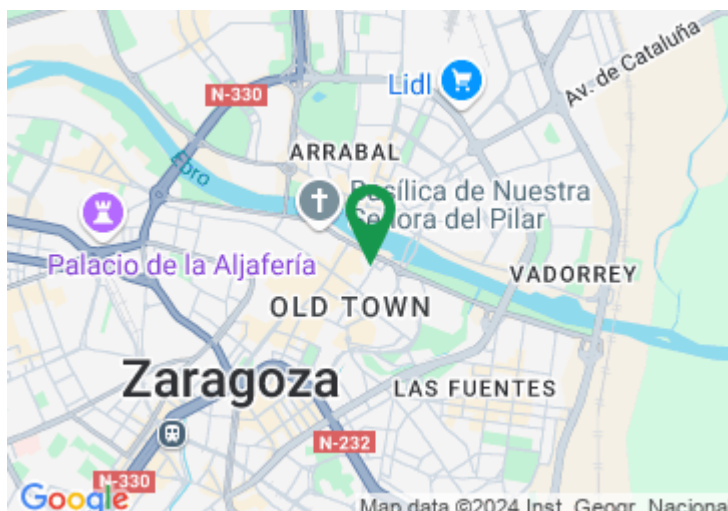 Av. de Cataluña
Lidl
N-330
ARRABAL
Ebro
Basílica de Nuestra
Señora del Pilar
Palacio de la Aljafería
VADORREY
OLD TOWN
Zaragoza
LAS FUENTES
N-232
N-330
Google
Map data ©2024 Inst. Geogr. Naciona